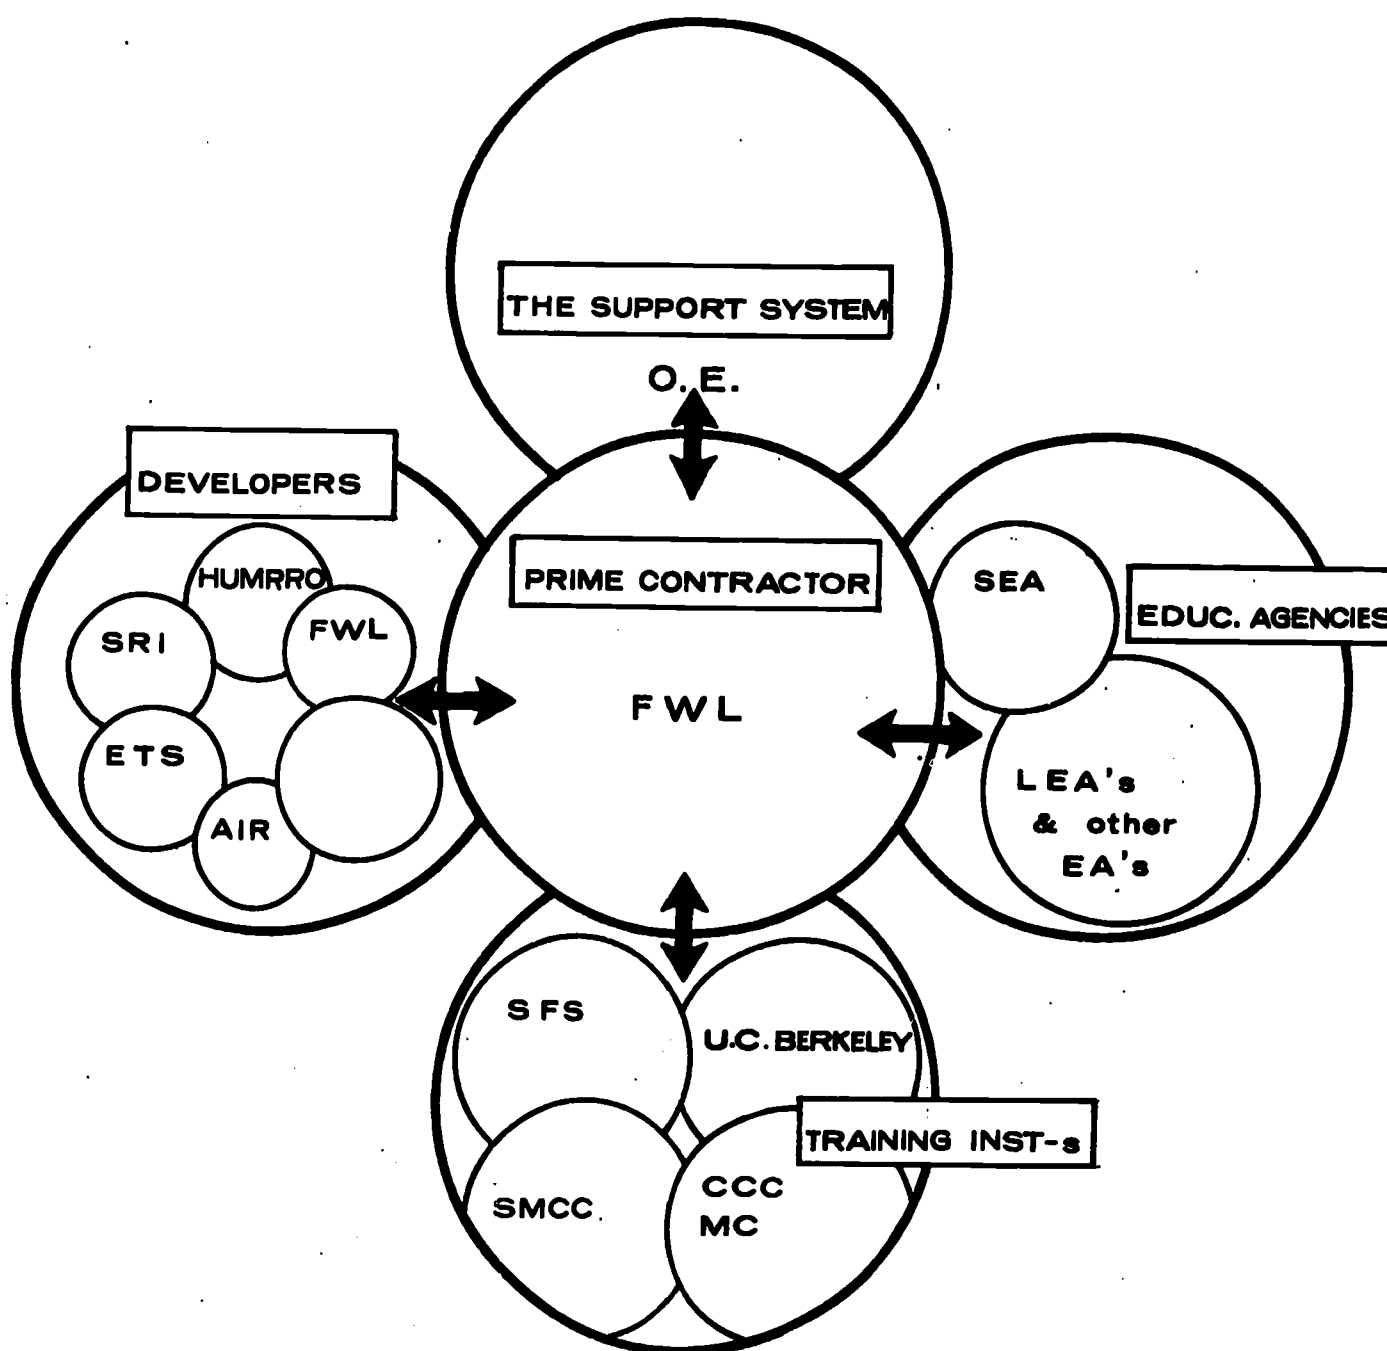 THE SUPPORT SYSTEM
O.E.
DEVELOPERS
HUMRRO
SRI
FWL
ETS
AIR
PRIME CONTRACTOR
FWL
SEA
EDUC. AGENCIES
LEA's
& other
EA's
SFS
U.C. BERKELEY
TRAINING INST-s
SMCC
CCC
MC